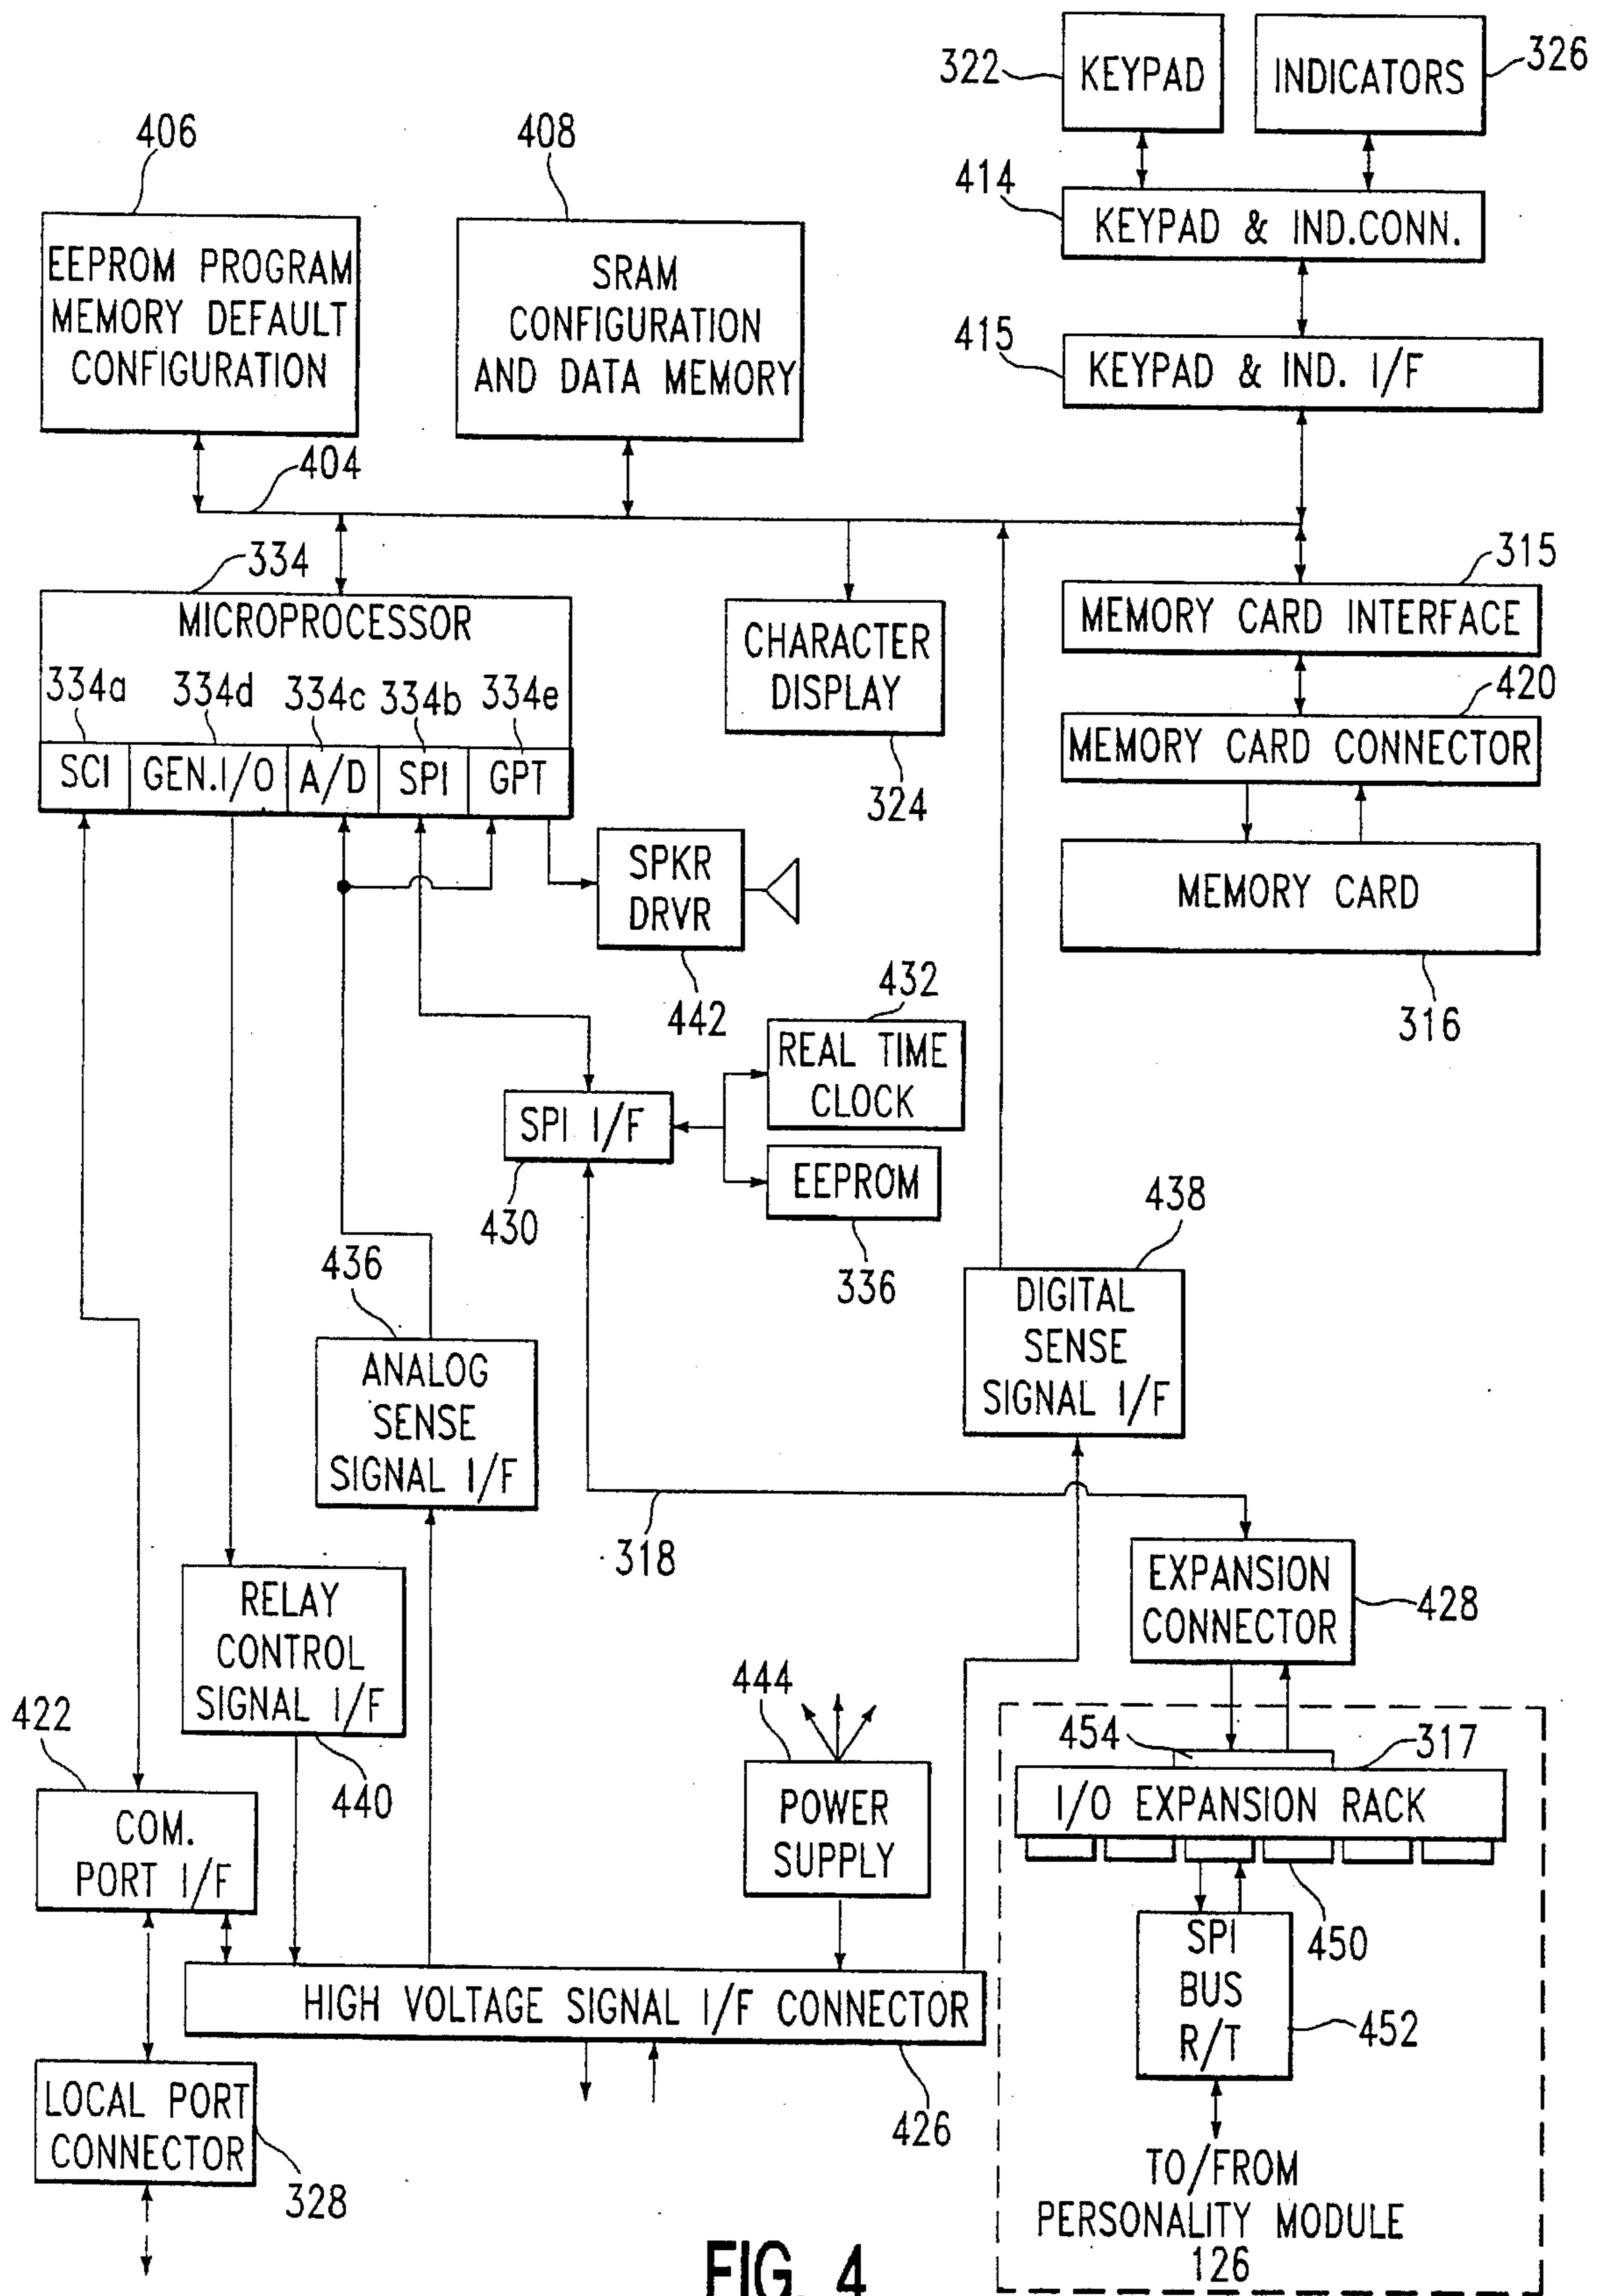 322
KEYPAD
INDICATORS
326
406
408
414
KEYPAD & IND.CONN.
EEPROM PROGRAM
MEMORY DEFAULT
CONFIGURATION
SRAM
CONFIGURATION
AND DATA MEMORY
415
KEYPAD & IND. I/F
404
334
MICROPROCESSOR
334a
334d
334c
334b
334e
SCI
GEN.I/O
A/D
SPI
GPT
CHARACTER
DISPLAY
324
315
MEMORY CARD INTERFACE
420
MEMORY CARD CONNECTOR
MEMORY CARD
316
SPKR
DRVR
442
432
REAL TIME
CLOCK
SPI I/F
430
EEPROM
336
438
DIGITAL
SENSE
SIGNAL I/F
436
ANALOG
SENSE
SIGNAL I/F
318
EXPANSION
CONNECTOR
428
RELAY
CONTROL
SIGNAL I/F
440
422
COM.
PORT I/F
444
POWER
SUPPLY
454
317
I/O EXPANSION RACK
450
SPI
BUS
R/T
452
HIGH VOLTAGE SIGNAL I/F CONNECTOR
426
LOCAL PORT
CONNECTOR
328
TO/FROM
PERSONALITY MODULE
126
FIG. 4